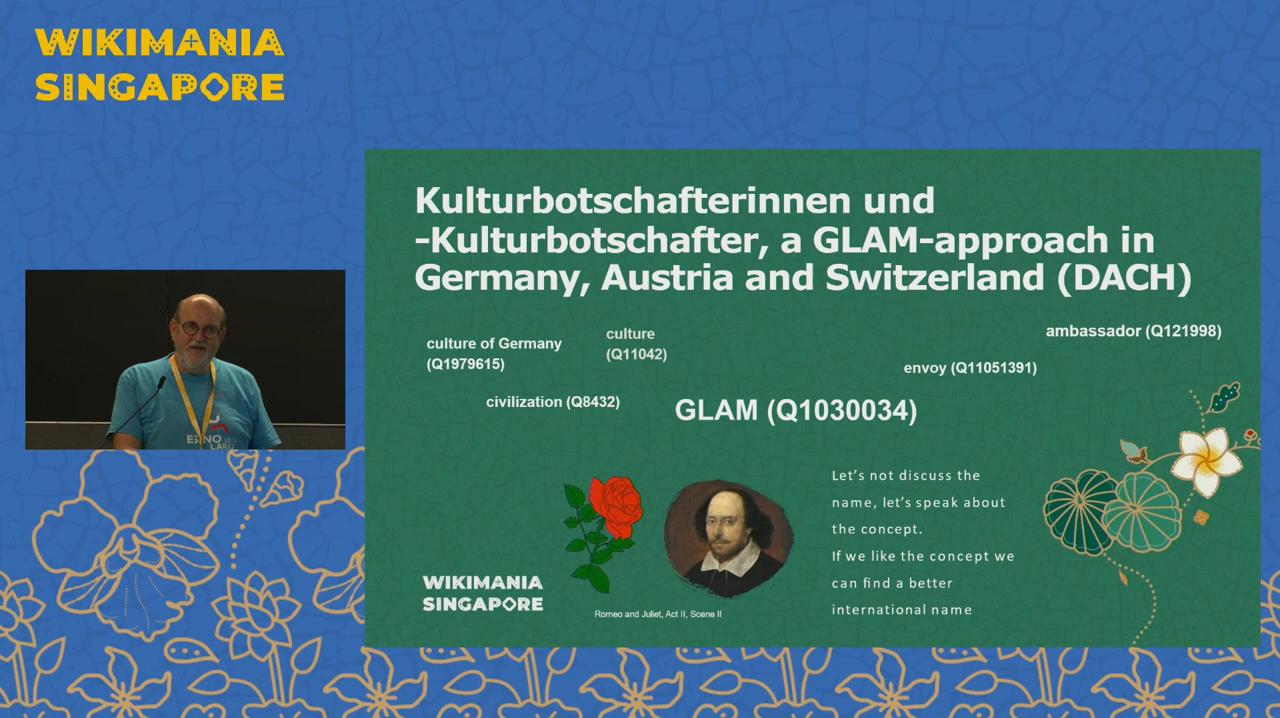 WIKIMANIA
SINGAPORE
Kulturbotschafterinnen und
-Kulturbotschafter, a GLAM-approach in
Germany, Austria and Switzerland (DACH)
culture of Germany
(Q1979615)
culture
(Q11042)
ambassador (Q121998)
envoy (Q11051391)
civilization (Q8432)
GLAM (Q1030034)
Let's not discuss the
name, let's speak about
the concept.
If we like the concept we
can find a better
international name
WIKIMANIA
SINGAPORE
Romeo and Juliet, Act II, Scene II